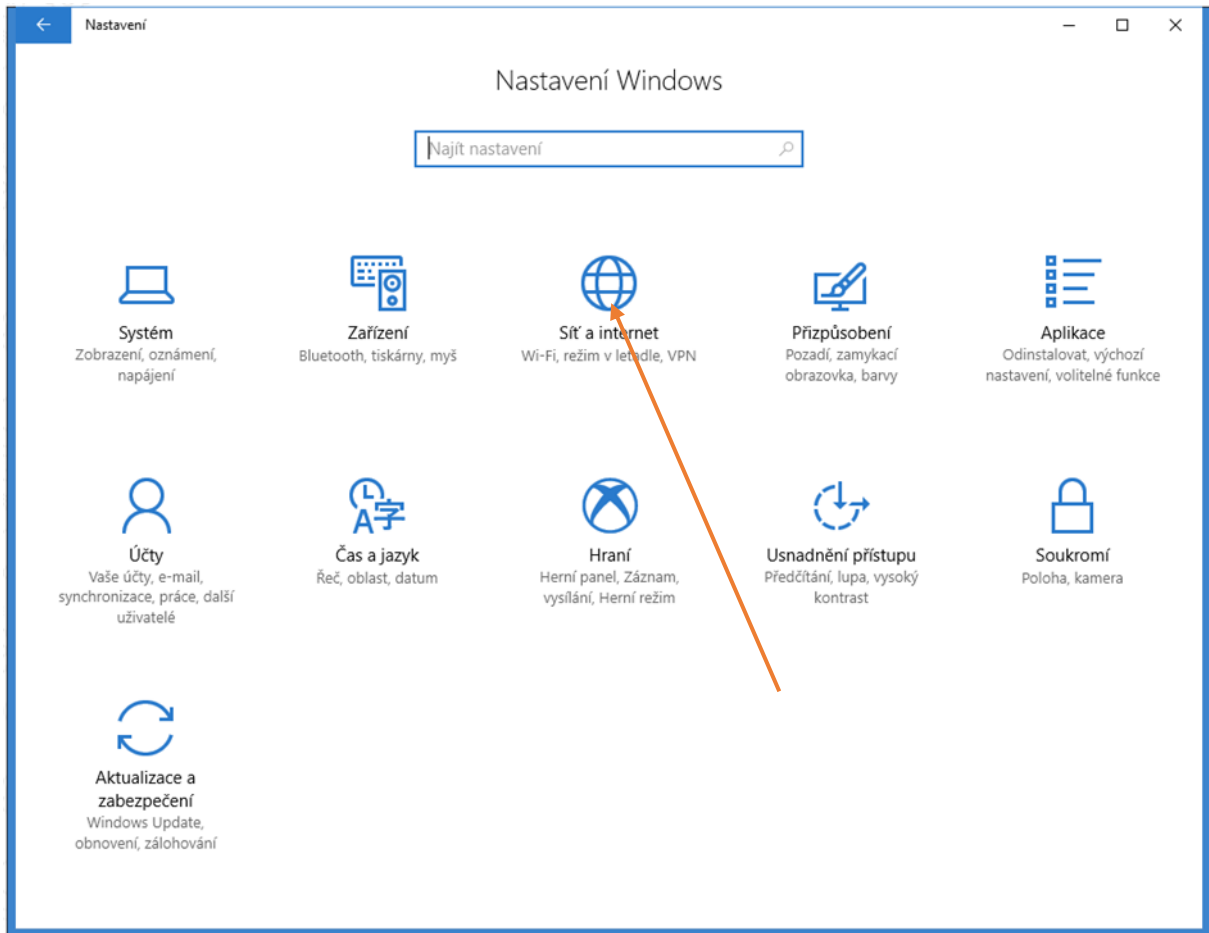 Nastavení
Nastavení Windows
Najít nastavení
Systém
Zobrazení, oznámení,
napájení
Zařízení
Bluetooth, tiskárny, myš
Síť a internet
Wi-Fi, režim v letadle, VPN
Přizpůsobení
Pozadí, zamykací
obrazovka, barvy
Aplikace
Odinstalovat, výchozí
nastavení, volitelné funkce
Účty
Vaše účty, e-mail,
synchronizace, práce, další
uživatelé
Čas a jazyk
Řeč, oblast, datum
Hraní
Herní panel, Záznam,
vysílání, Herní režim
Usnadnění přístupu
Předčítání, lupa, vysoký
kontrast
Soukromí
Poloha, kamera
Aktualizace a
zabezpečení
Windows Update,
obnovení, zálohování